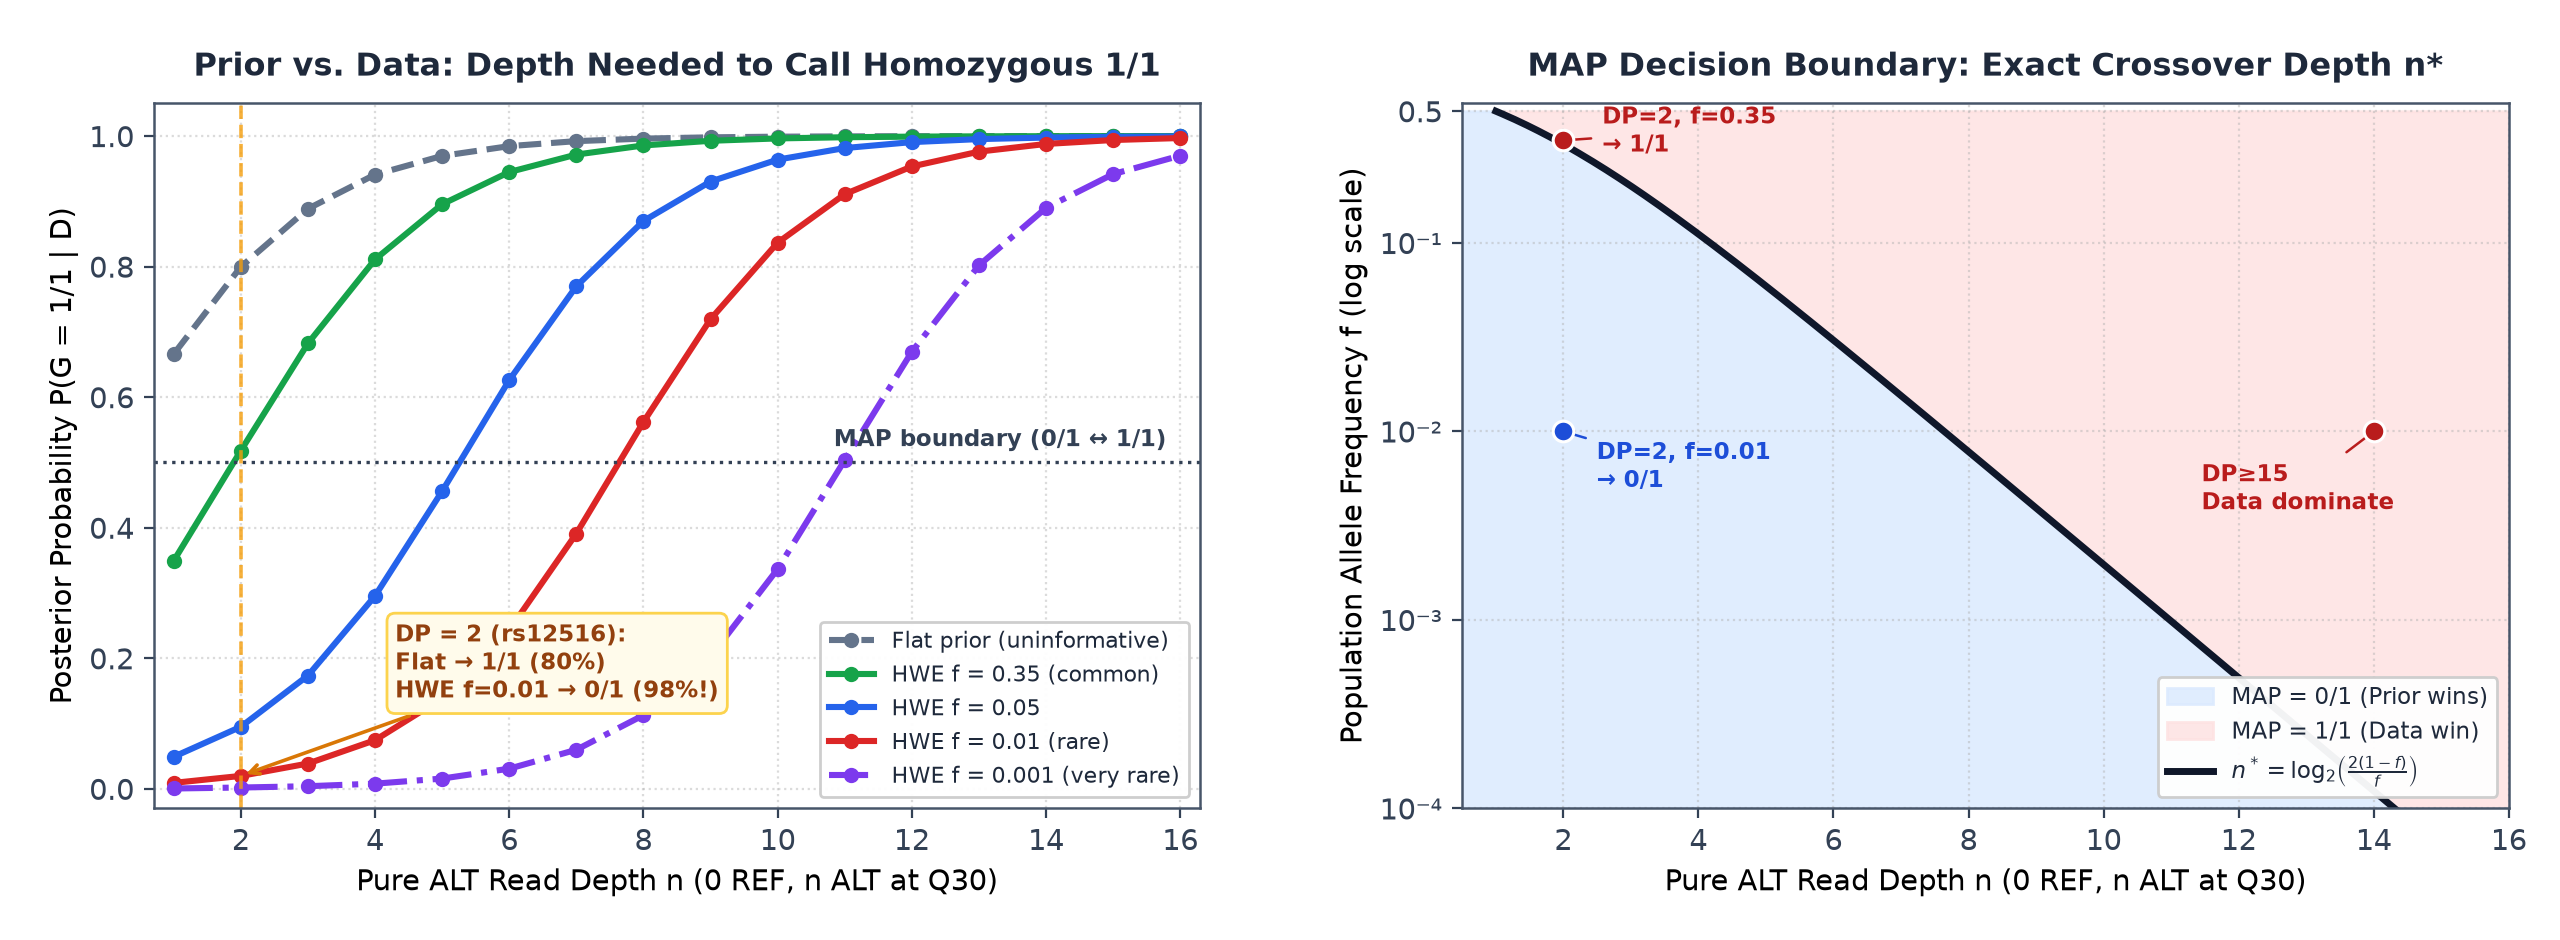 Prior vs. Data: Depth Needed to Call Homozygous 1/1
Posterior Probability P(G = 1/1 | D)
1.0
0.8
0.6
0.4
0.2
0.0
MAP boundary (0/1 ↔ 1/1)
DP = 2 (rs12516):
Flat → 1/1 (80%)
HWE f=0.01 → 0/1 (98%!)
Flat prior (uninformative)
HWE f = 0.35 (common)
HWE f = 0.05
HWE f = 0.01 (rare)
HWE f = 0.001 (very rare)
2 4 6 8 10 12 14 16
Pure ALT Read Depth n (0 REF, n ALT at Q30)
MAP Decision Boundary: Exact Crossover Depth n*
Population Allele Frequency f (log scale)
0.5
10⁻¹
10⁻²
10⁻³
10⁻⁴
DP=2, f=0.35
→ 1/1
DP=2, f=0.01
→ 0/1
DP≥15
Data dominate
MAP = 0/1 (Prior wins)
MAP = 1/1 (Data win)
n* = log₂(2(1−f)/f)
2 4 6 8 10 12 14 16
Pure ALT Read Depth n (0 REF, n ALT at Q30)